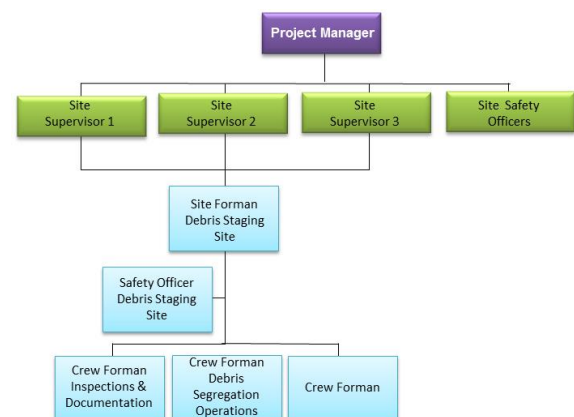 Project Manager
Site
Supervisor 1
Site
Supervisor 2
Site
Supervisor 3
Site Safety
Officers
Site Forman
Debris Staging
Site
Safety Officer
Debris Staging
Site
Crew Forman
Inspections &
Documentation
Crew Forman
Debris
Segregation
Operations
Crew Forman